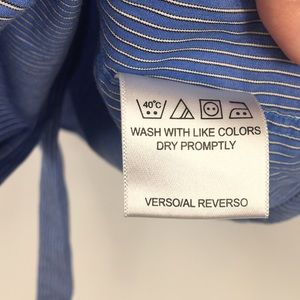 40°C
WASH WITH LIKE COLORS
DRY PROMPTLY
VERSO/AL REVERSO